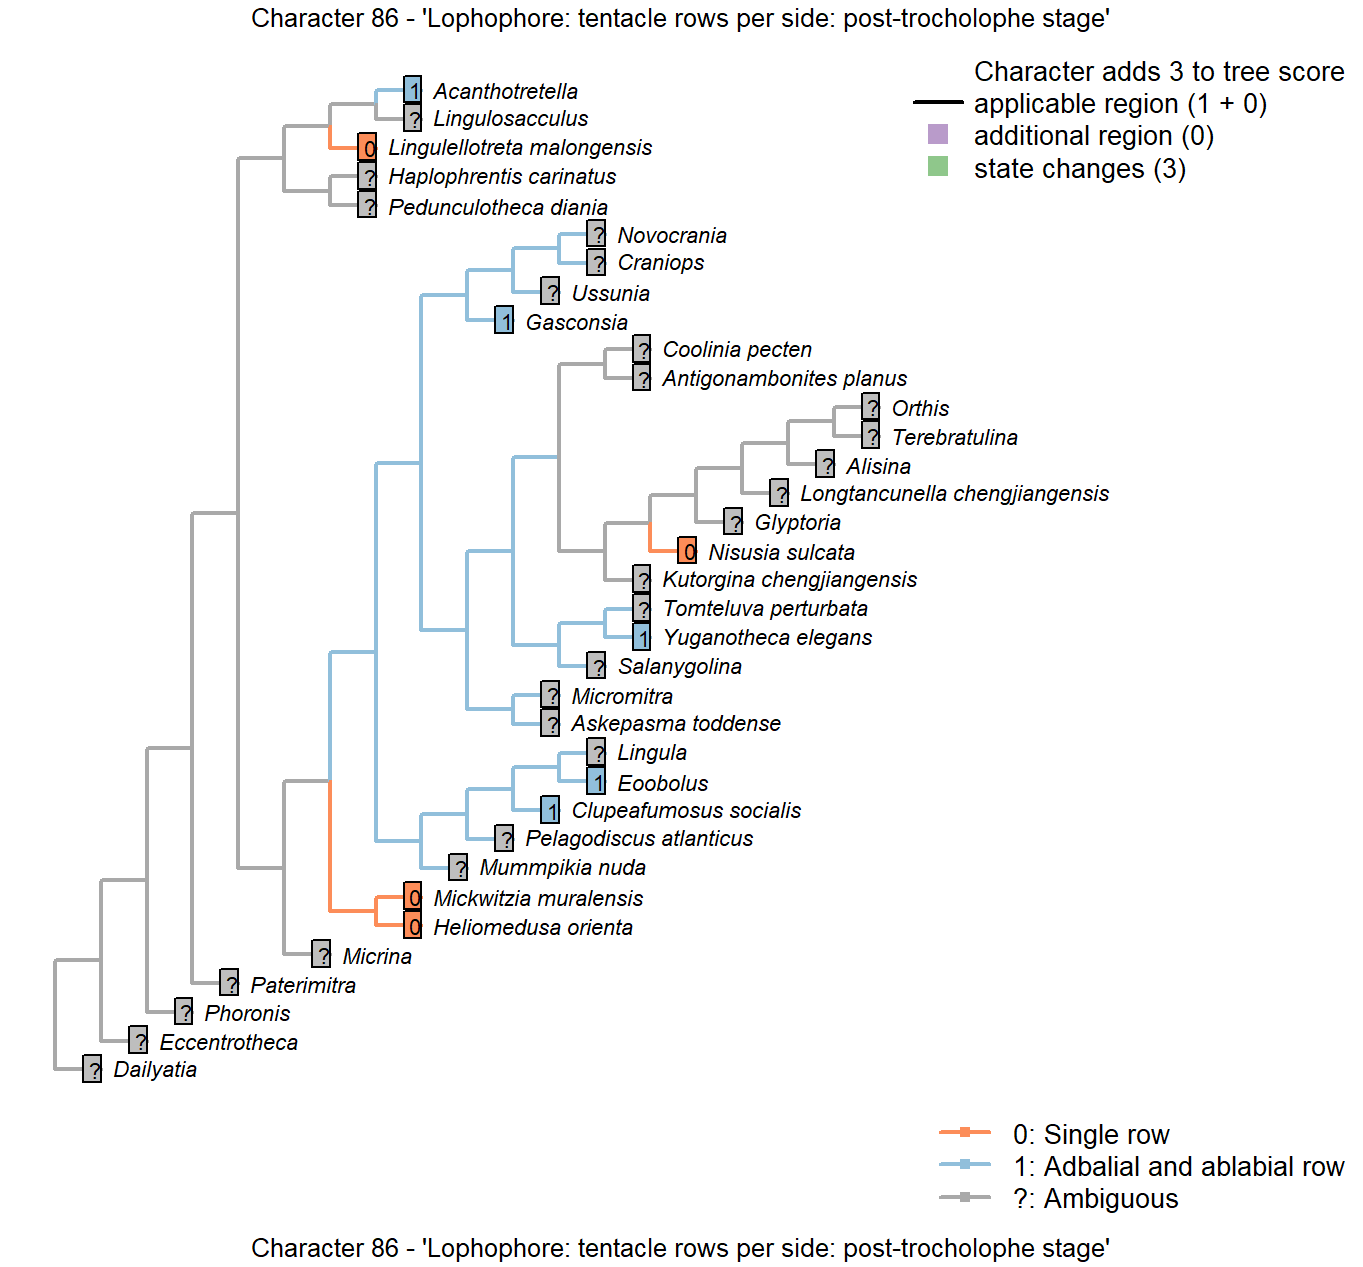 Character 86 - 'Lophophore: tentacle rows per side: post-trocholophe stage'
Character adds 3 to tree score
applicable region (1 + 0)
additional region (0)
state changes (3)
1 Acanthotretella
? Lingulosacculus
0 Lingulellotreta malongensis
? Haplophrentis carinatus
? Pedunculotheca diania
? Novocrania
? Craniops
? Ussunia
1 Gasconsia
? Coolinia pecten
? Antigonambonites planus
? Orthis
? Terebratulina
? Alisina
? Longtancunella chengjiangensis
? Glyptoria
0 Nisusia sulcata
? Kutorgina chengjiangensis
? Tomteluva perturbata
1 Yuganotheca elegans
? Salanygolina
? Micromitra
? Askepasma toddense
? Lingula
1 Eoobolus
1 Clupeafumosus socialis
? Pelagodiscus atlanticus
? Mummpikia nuda
0 Mickwitzia muralensis
0 Heliomedusa orienta
? Micrina
? Paterimitra
? Phoronis
? Eccentrotheca
? Dailyatia
0: Single row
1: Adbalial and ablabial row
?: Ambiguous
Character 86 - 'Lophophore: tentacle rows per side: post-trocholophe stage'